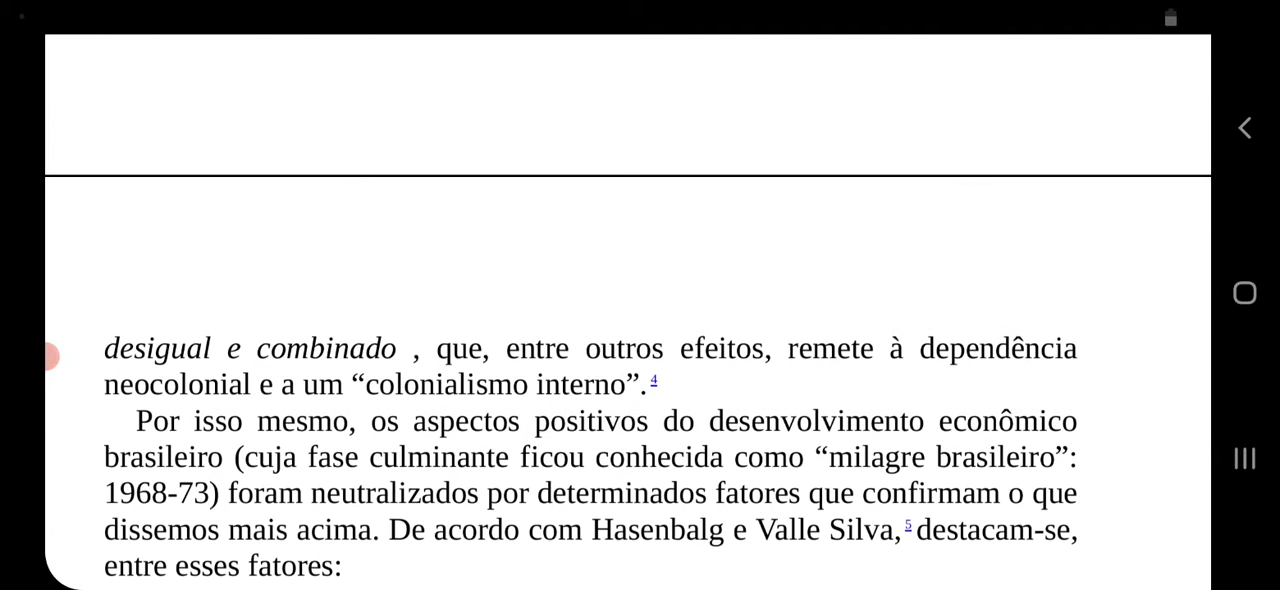 desigual e combinado , que, entre outros efeitos, remete à dependência
neocolonial e a um “colonialismo interno”.4
Por isso mesmo, os aspectos positivos do desenvolvimento econômico
brasileiro (cuja fase culminante ficou conhecida como “milagre brasileiro”:
1968-73) foram neutralizados por determinados fatores que confirmam o que
dissemos mais acima. De acordo com Hasenbalg e Valle Silva,5 destacam-se,
entre esses fatores: